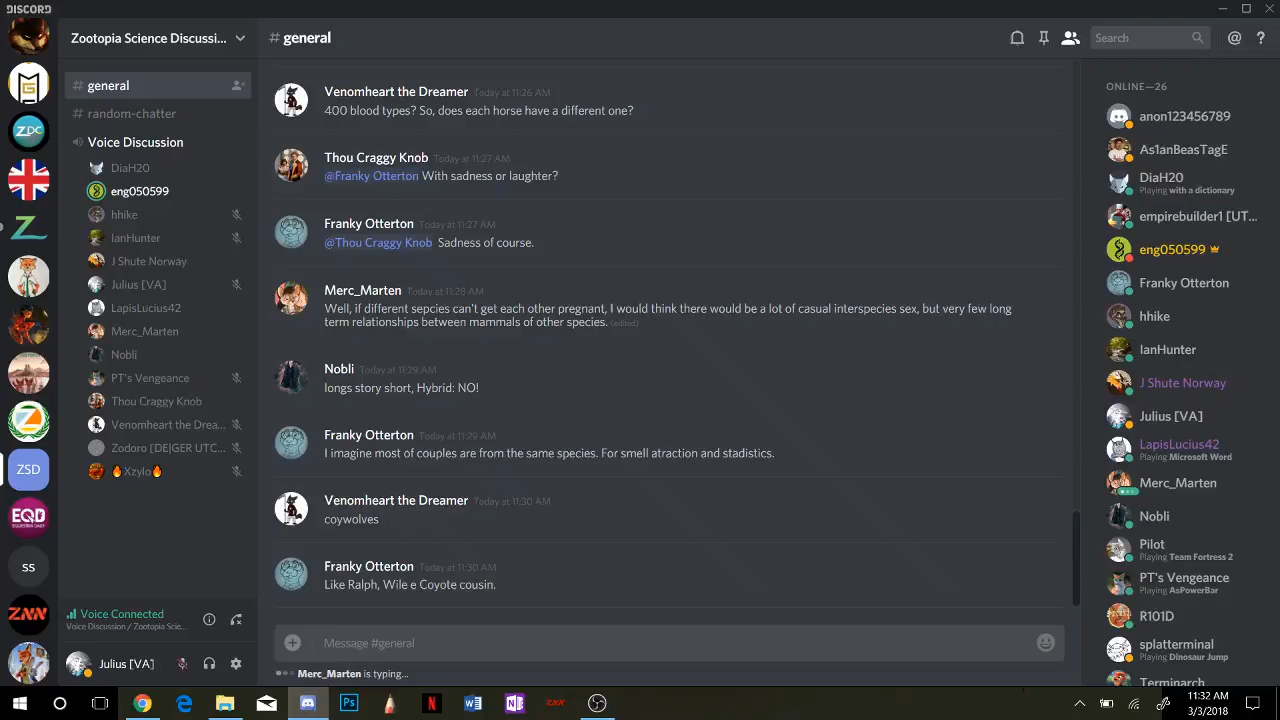 DISCORD
Zootopia Science Discussi...
# general
Search
# general
# random-chatter
Voice Discussion
DiaH20
eng050599
hhike
IanHunter
J Shute Norway
Julius [VA]
LapisLucius42
Merc_Marten
Nobli
PT's Vengeance
Thou Craggy Knob
Venomheart the Drea...
Zodoro [DE|GER UTC...
🔥Xzylo🔥
ZDC
ZSD
EQD
EQUESTRIA DAILY
ss
ZNN
Voice Connected
Voice Discussion / Zootopia Scie...
Julius [VA]
Venomheart the Dreamer Today at 11:26 AM
400 blood types? So, does each horse have a different one?
Thou Craggy Knob Today at 11:27 AM
@Franky Otterton With sadness or laughter?
Franky Otterton Today at 11:27 AM
@Thou Craggy Knob Sadness of course.
Merc_Marten Today at 11:28 AM
Well, if different sepcies can't get each other pregnant, I would think there would be a lot of casual interspecies sex, but very few long
term relationships between mammals of other species. (edited)
Nobli Today at 11:29 AM
longs story short, Hybrid: NO!
Franky Otterton Today at 11:29 AM
I imagine most of couples are from the same species. For smell atraction and stadistics.
Venomheart the Dreamer Today at 11:30 AM
coywolves
Franky Otterton Today at 11:30 AM
Like Ralph, Wile e Coyote cousin.
Message #general
Merc_Marten is typing...
ONLINE—26
anon123456789
As1anBeasTagE
DiaH20
Playing with a dictionary
empirebuilder1 [UT...
eng050599
Franky Otterton
hhike
IanHunter
J Shute Norway
Julius [VA]
LapisLucius42
Playing Microsoft Word
Merc_Marten
Nobli
Pilot
Playing Team Fortress 2
PT's Vengeance
Playing AsPowerBar
R101D
splatterminal
Playing Dinosaur Jump
Terminarch
Ps
N
ZNN
11:32 AM
3/3/2018